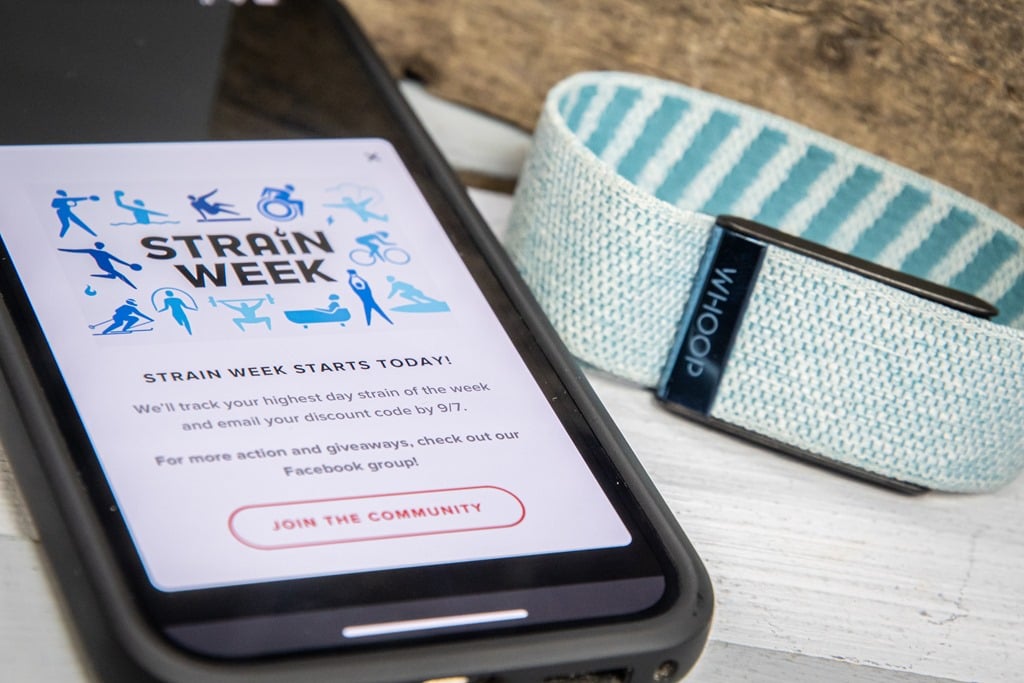 STRAIN
WEEK
STRAIN WEEK STARTS TODAY!
We'll track your highest day strain of the week
and email your discount code by 9/7.
For more action and giveaways, check out our
Facebook group!
JOIN THE COMMUNITY
WHOOP